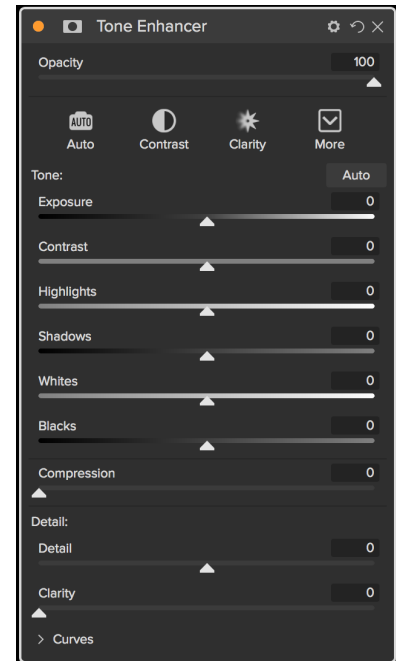 Tone Enhancer
Opacity 100
AUTO
Auto Contrast Clarity More
Tone: Auto
Exposure 0
Contrast 0
Highlights 0
Shadows 0
Whites 0
Blacks 0
Compression 0
Detail:
Detail 0
Clarity 0
> Curves